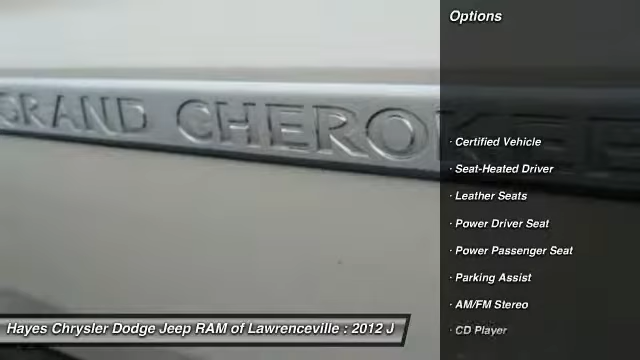 Options
GRAND CHEROKEE
· Certified Vehicle
· Seat-Heated Driver
· Leather Seats
· Power Driver Seat
· Power Passenger Seat
· Parking Assist
· AM/FM Stereo
· CD Player
Hayes Chrysler Dodge Jeep RAM of Lawrenceville : 2012 J